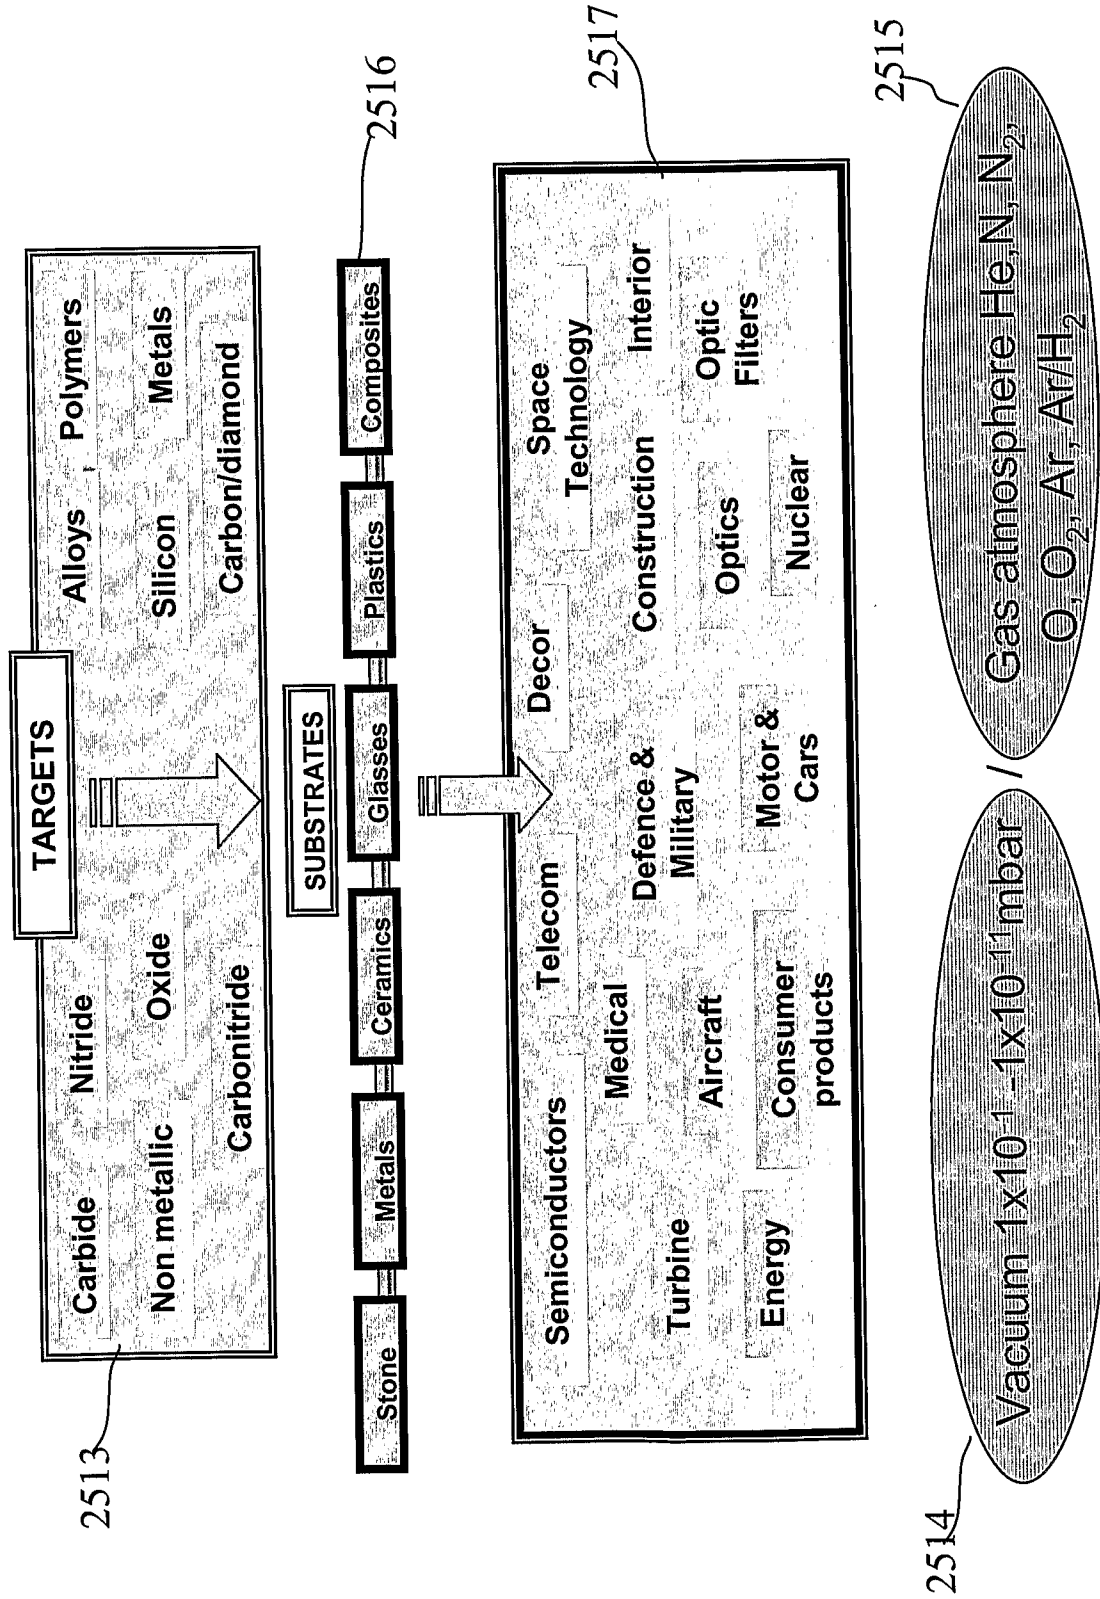 TARGETS
Carbide
Nitride
Alloys
Polymers
Non metallic
Oxide
Silicon
Metals
Carbonitride
Carbon/diamond
2513
SUBSTRATES
Stone
Metals
Ceramics
Glasses
Plastics
Composites
2516
Semiconductors
Telecom
Decor
Space
Technology
Medical
Defence &
Military
Construction
Interior
Turbine
Aircraft
Optics
Optic
Filters
Energy
Consumer
products
Motor &
Cars
Nuclear
2517
2514
Vacuum 1x10⁻¹ -1x10⁻¹¹mbar
/
Gas atmosphere He,N,N₂,
O,O₂,Ar,Ar/H₂
2515